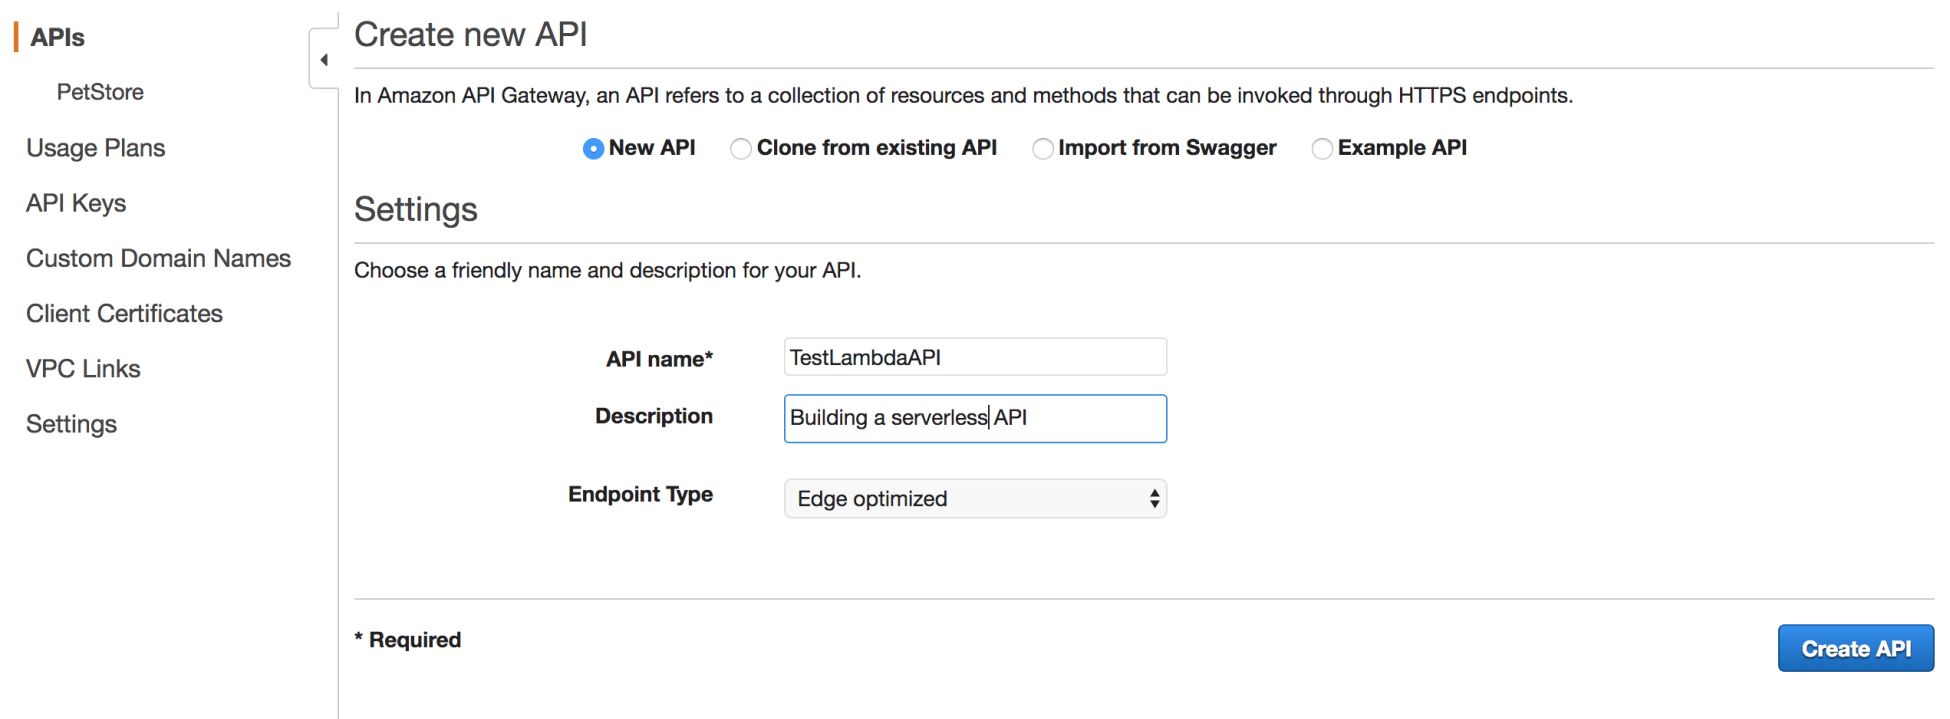 APIs
PetStore
Usage Plans
API Keys
Custom Domain Names
Client Certificates
VPC Links
Settings
Create new API
In Amazon API Gateway, an API refers to a collection of resources and methods that can be invoked through HTTPS endpoints.
New API Clone from existing API Import from Swagger Example API
Settings
Choose a friendly name and description for your API.
API name* TestLambdaAPI
Description Building a serverless API
Endpoint Type Edge optimized
* Required
Create API